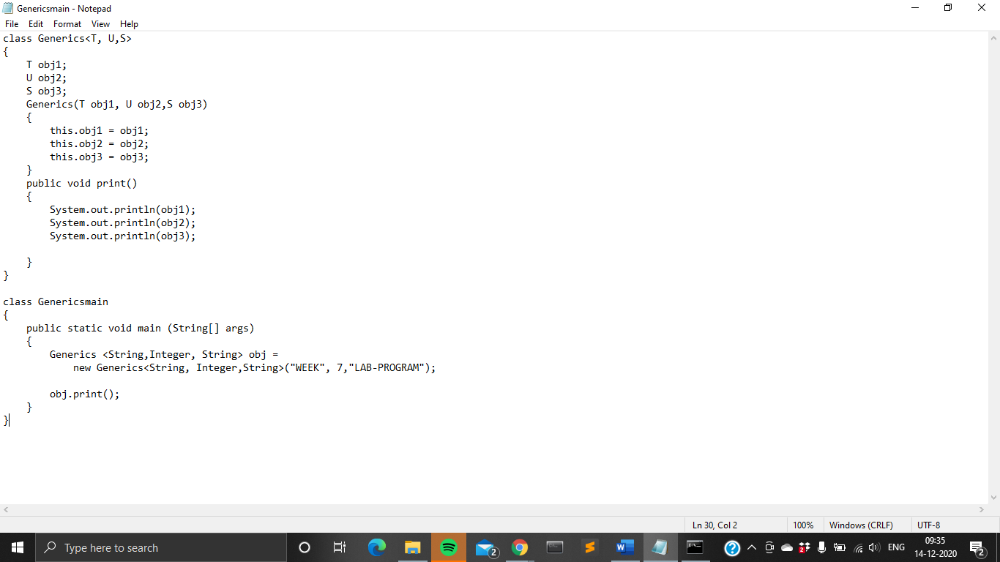 Genericsmain - Notepad
File Edit Format View Help
class Generics<T, U,S>
{
    T obj1;
    U obj2;
    S obj3;
    Generics(T obj1, U obj2,S obj3)
    {
        this.obj1 = obj1;
        this.obj2 = obj2;
        this.obj3 = obj3;
    }
    public void print()
    {
        System.out.println(obj1);
        System.out.println(obj2);
        System.out.println(obj3);

    }
}

class Genericsmain
{
    public static void main (String[] args)
    {
        Generics <String,Integer, String> obj =
            new Generics<String, Integer,String>("WEEK", 7,"LAB-PROGRAM");

        obj.print();
    }
}
Ln 30, Col 2 100% Windows (CRLF) UTF-8
Type here to search
2
2
ENG
09:35
14-12-2020
2